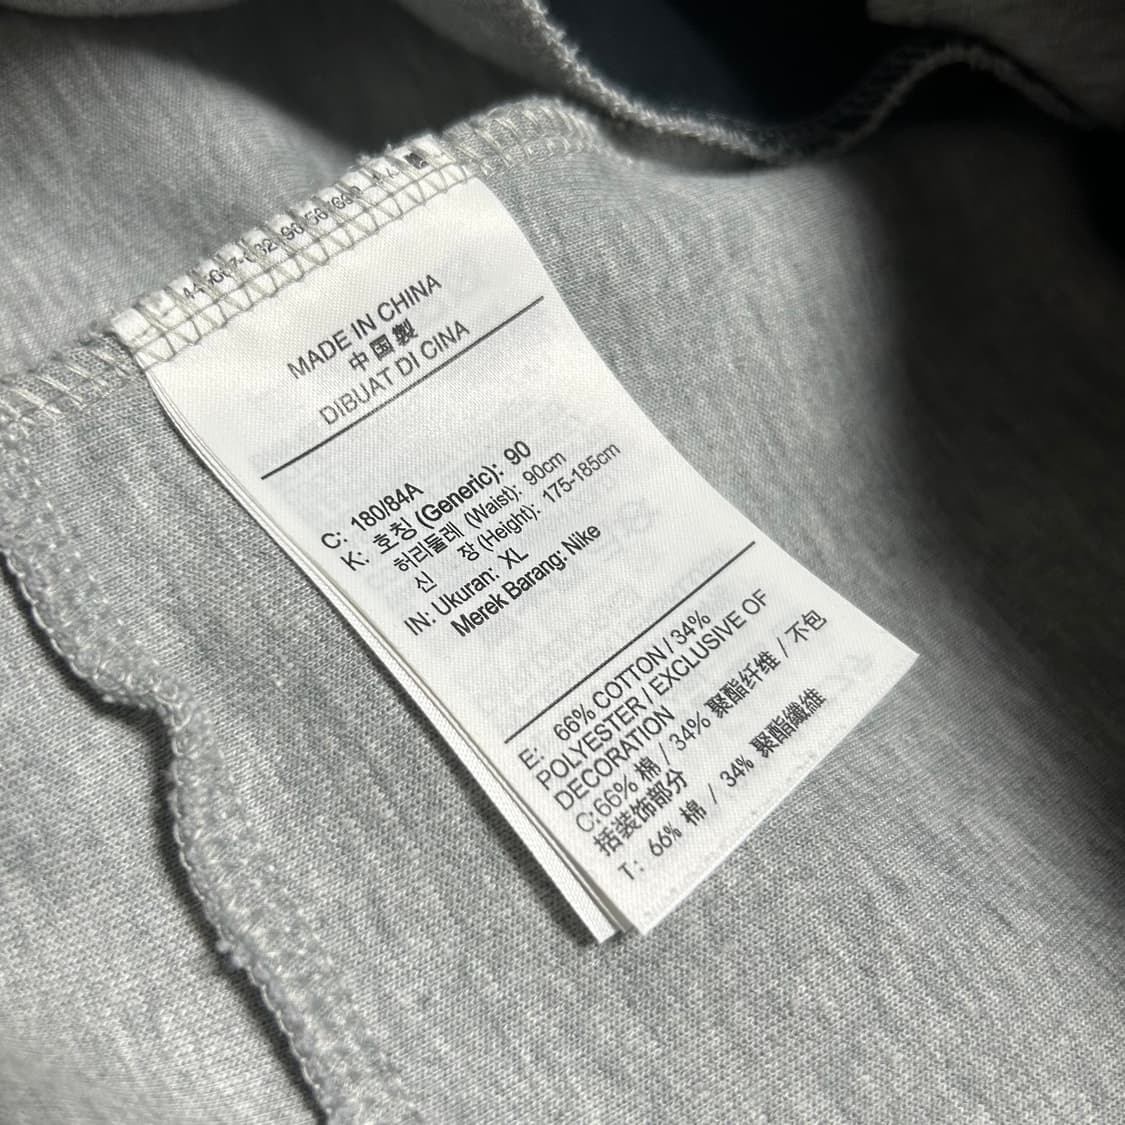 MADE IN CHINA
中国製
DIBUAT DI CINA
C: 180/84A
K: 호칭 (Generic): 90
허리둘레 (Waist): 90cm
신 장 (Height): 175-185cm
IN: Ukuran: XL
Merek Barang: Nike
E: 66% COTTON / 34%
POLYESTER / EXCLUSIVE OF
DECORATION
C:66% 棉 / 34% 聚酯纤维 / 不包
括装饰部分
T: 66% 棉 / 34% 聚酯纖維